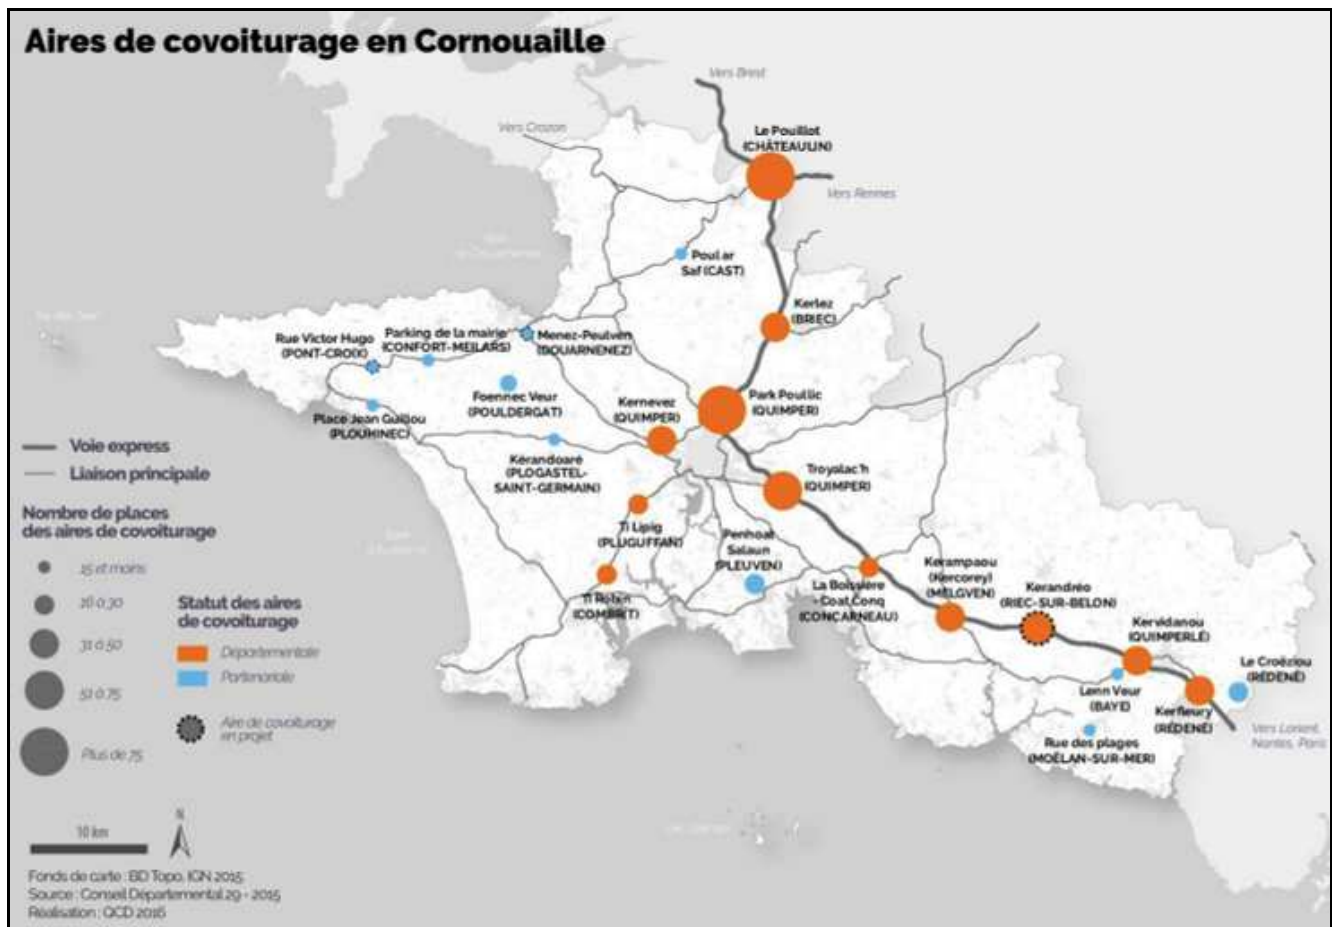 Aires de covoiturage en Cornouaille
Vers Brest
Vers Crozon
Le Pouillot
(CHÂTEAULIN)
Vers Rennes
Poul ar
Saf (CAST)
Kerlez
(BRIEC)
Rue Victor Hugo
(PONT-CROIX)
Parking de la mairie
(CONFORT-MEILARS)
Menez-Peulven
(DOUARNENEZ)
Foennec Veur
(POULDERGAT)
Kernevez
(QUIMPER)
Park Poullic
(QUIMPER)
Place Jean Guillou
(PLOUHINEC)
Kerandoaré
(PLOGASTEL-
SAINT-GERMAIN)
Troyalac'h
(QUIMPER)
Ti Lipig
(PLUGUFFAN)
Penhoat
Salaun
(PLEUVEN)
Ti Robin
(COMBRIT)
La Boissière
- Coat Conq
(CONCARNEAU)
Kerampaou
(Kercorey)
(MELGVEN)
Kerandréo
(RIEC-SUR-BELON)
Kervidanou
(QUIMPERLÉ)
Le Croëziou
(RÉDENÉ)
Lenn Veur
(BAYE)
Kerfleury
(RÉDENÉ)
Rue des plages
(MOËLAN-SUR-MER)
Vers Lorient,
Nantes, Paris
Voie express
Liaison principale
Nombre de places
des aires de covoiturage
15 et moins
16 à 30
31 à 50
51 à 75
Plus de 75
Statut des aires
de covoiturage
Départementale
Partenariale
Aire de covoiturage
en projet
N
10 km
Fonds de carte : BD Topo, IGN 2015
Source : Conseil Départemental 29 - 2015
Réalisation : QCD 2016